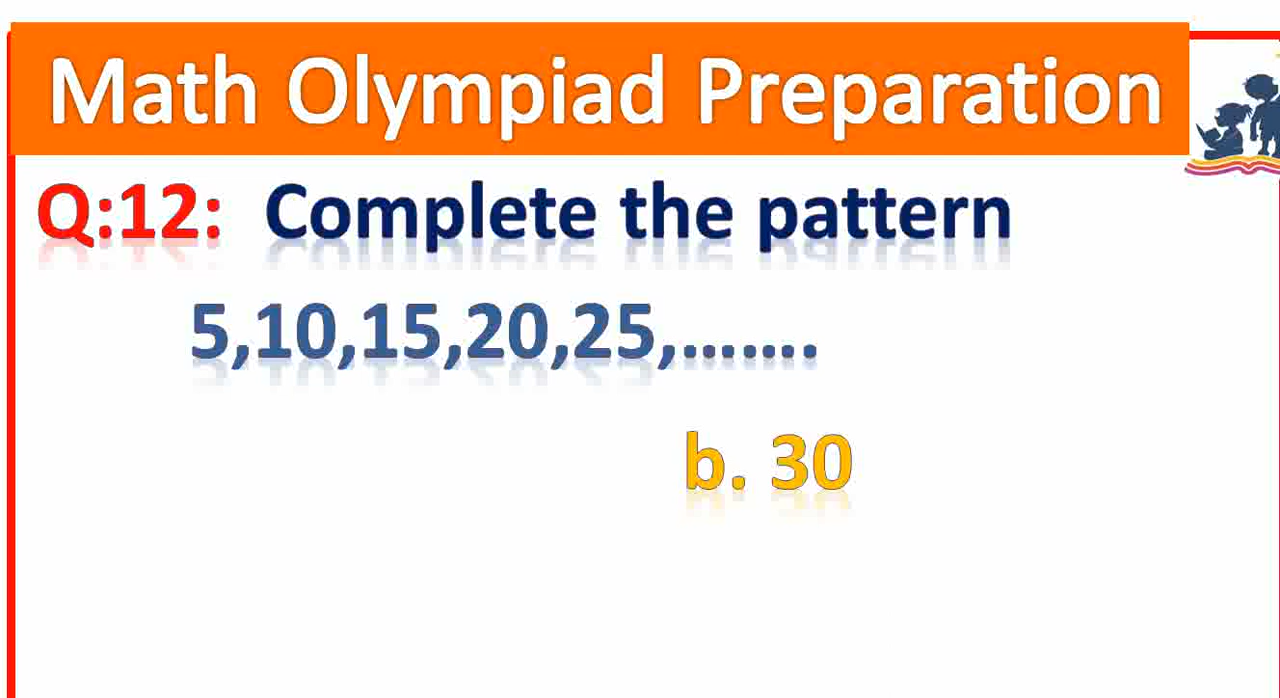 Math Olympiad Preparation
Q:12: Complete the pattern
5,10,15,20,25,.......
b. 30